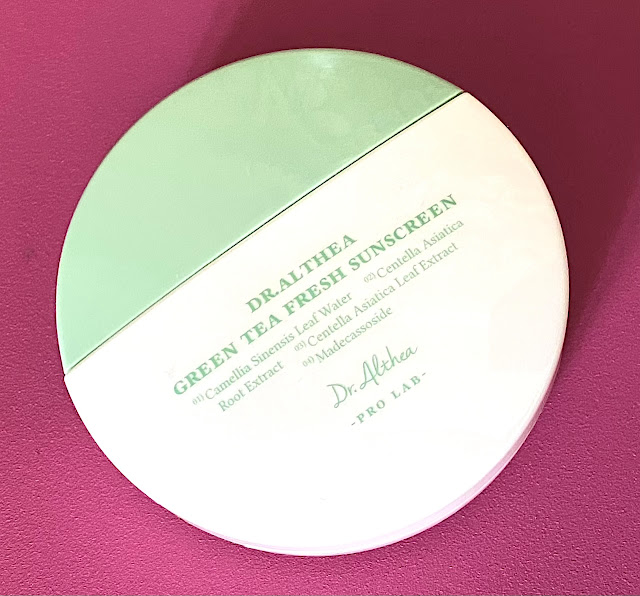 DR.ALTHEA
GREEN TEA FRESH SUNSCREEN
01) Camellia Sinensis Leaf Water 02) Centella Asiatica
Root Extract 03) Centella Asiatica Leaf Extract
04) Madecassoside
Dr. Althea
-PRO LAB-